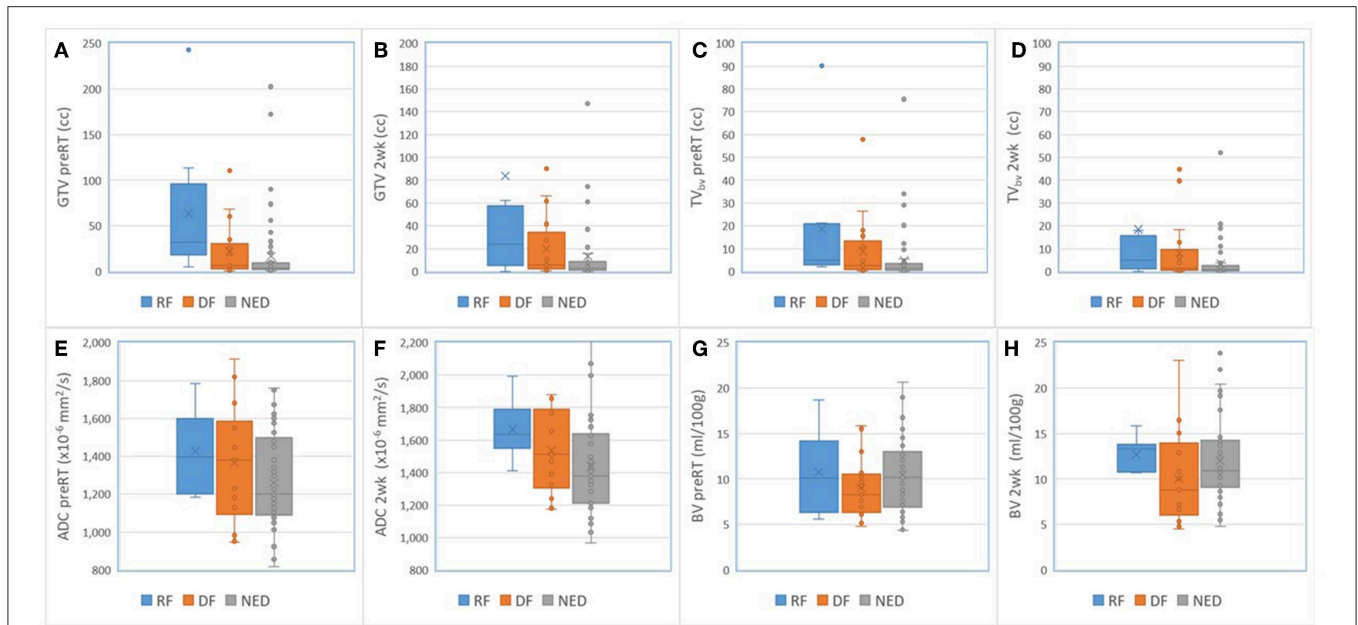 A
GTV preRT (cc)
250
200
150
100
50
0
RF DF NED
B
GTV 2wk (cc)
200
180
160
140
120
100
80
60
40
20
0
RF DF NED
C
TVbv preRT (cc)
100
90
80
70
60
50
40
30
20
10
0
RF DF NED
D
TVbv 2wk (cc)
100
90
80
70
60
50
40
30
20
10
0
RF DF NED
E
ADC preRT (x10-6 mm2/s)
2,000
1,800
1,600
1,400
1,200
1,000
800
RF DF NED
F
ADC 2wk (x10-6 mm2/s)
2,200
2,000
1,800
1,600
1,400
1,200
1,000
800
RF DF NED
G
BV preRT (ml/100g)
25
20
15
10
5
0
RF DF NED
H
BV 2wk (ml/100g)
25
20
15
10
5
0
RF DF NED